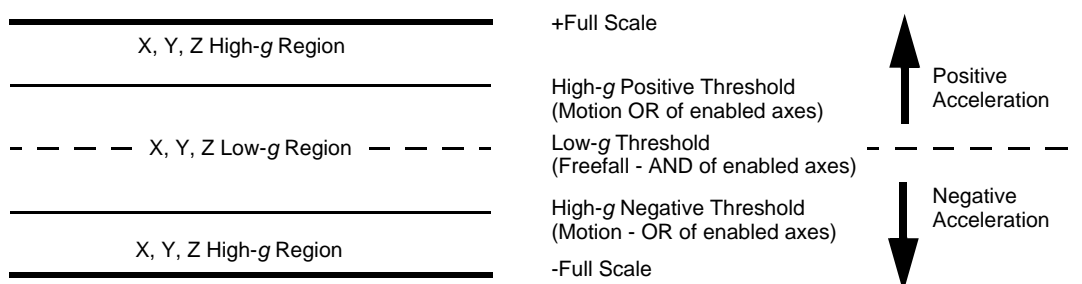 +Full Scale
X, Y, Z High-g Region
High-g Positive Threshold
(Motion OR of enabled axes)
Positive
Acceleration
X, Y, Z Low-g Region
Low-g Threshold
(Freefall - AND of enabled axes)
High-g Negative Threshold
(Motion - OR of enabled axes)
Negative
Acceleration
X, Y, Z High-g Region
-Full Scale